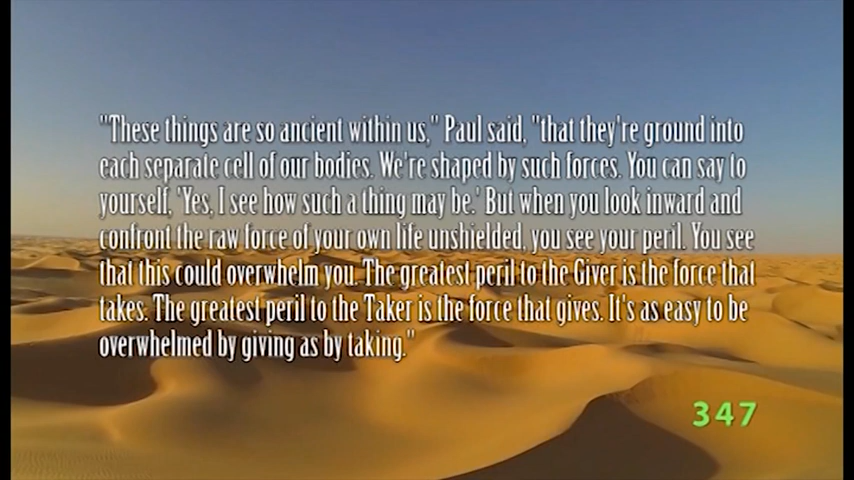 "These things are so ancient within us," Paul said, "that they're ground into
each separate cell of our bodies. We're shaped by such forces. You can say to
yourself, 'Yes, I see how such a thing may be.' But when you look inward and
confront the raw force of your own life unshielded, you see your peril. You see
that this could overwhelm you. The greatest peril to the Giver is the force that
takes. The greatest peril to the Taker is the force that gives. It's as easy to be
overwhelmed by giving as by taking."
347